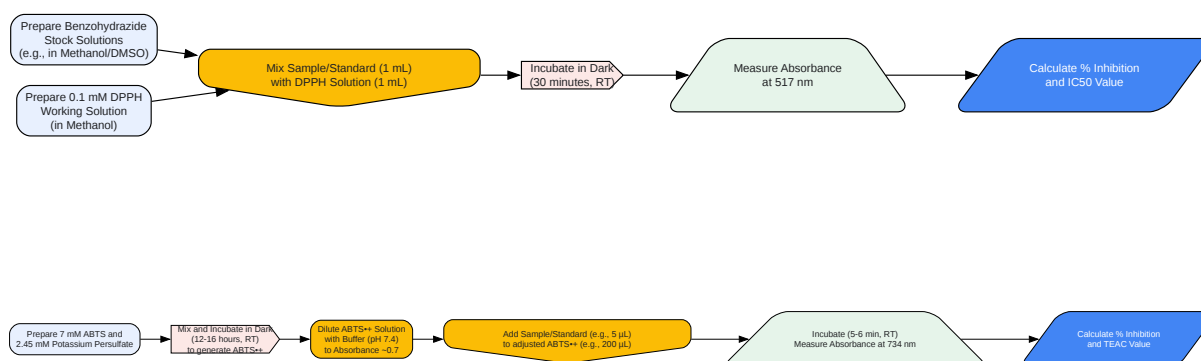 Prepare Benzohydrazide
Stock Solutions
(e.g., in Methanol/DMSO)
Prepare 0.1 mM DPPH
Working Solution
(in Methanol)
Mix Sample/Standard (1 mL)
with DPPH Solution (1 mL)
Incubate in Dark
(30 minutes, RT)
Measure Absorbance
at 517 nm
Calculate % Inhibition
and IC50 Value
Prepare 7 mM ABTS and
2.45 mM Potassium Persulfate
Mix and Incubate in Dark
(12-16 hours, RT)
to generate ABTS•+
Dilute ABTS•+ Solution
with Buffer (pH 7.4)
to Absorbance ~0.7
Add Sample/Standard (e.g., 5 µL)
to adjusted ABTS•+ (e.g., 200 µL)
Incubate (5-6 min, RT)
Measure Absorbance at 734 nm
Calculate % Inhibition
and TEAC Value